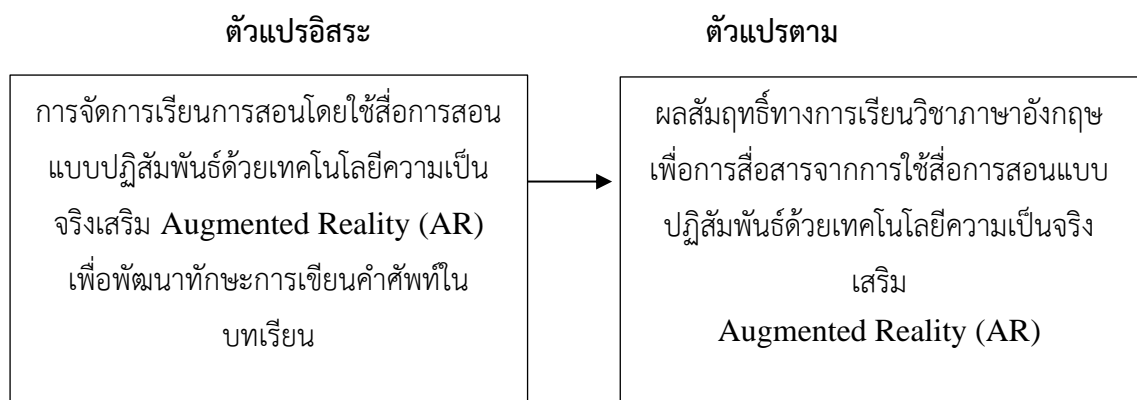 ตัวแปรอิสระ
ตัวแปรตาม
การจัดการเรียนการสอนโดยใช้สื่อการสอน
แบบปฏิสัมพันธ์ด้วยเทคโนโลยีความเป็น
จริงเสริม Augmented Reality (AR)
เพื่อพัฒนาทักษะการเขียนคำศัพท์ใน
บทเรียน
ผลสัมฤทธิ์ทางการเรียนวิชาภาษาอังกฤษ
เพื่อการสื่อสารจากการใช้สื่อการสอนแบบ
ปฏิสัมพันธ์ด้วยเทคโนโลยีความเป็นจริง
เสริม
Augmented Reality (AR)